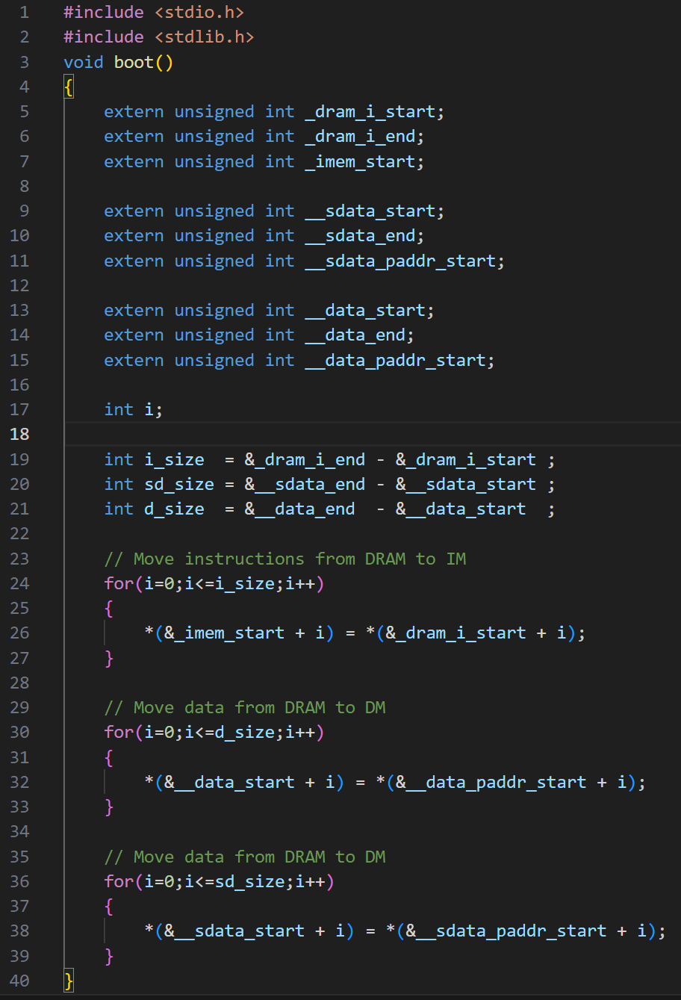 1 #include <stdio.h>
2 #include <stdlib.h>
3 void boot()
4 {
5     extern unsigned int _dram_i_start;
6     extern unsigned int _dram_i_end;
7     extern unsigned int _imem_start;
8
9     extern unsigned int __sdata_start;
10     extern unsigned int __sdata_end;
11     extern unsigned int __sdata_paddr_start;
12
13     extern unsigned int __data_start;
14     extern unsigned int __data_end;
15     extern unsigned int __data_paddr_start;
16
17     int i;
18
19     int i_size  = &_dram_i_end - &_dram_i_start ;
20     int sd_size = &__sdata_end - &__sdata_start ;
21     int d_size  = &__data_end  - &__data_start  ;
22
23     // Move instructions from DRAM to IM
24     for(i=0;i<=i_size;i++)
25     {
26         *(&_imem_start + i) = *(&_dram_i_start + i);
27     }
28
29     // Move data from DRAM to DM
30     for(i=0;i<=d_size;i++)
31     {
32         *(&__data_start + i) = *(&__data_paddr_start + i);
33     }
34
35     // Move data from DRAM to DM
36     for(i=0;i<=sd_size;i++)
37     {
38         *(&__sdata_start + i) = *(&__sdata_paddr_start + i);
39     }
40 }